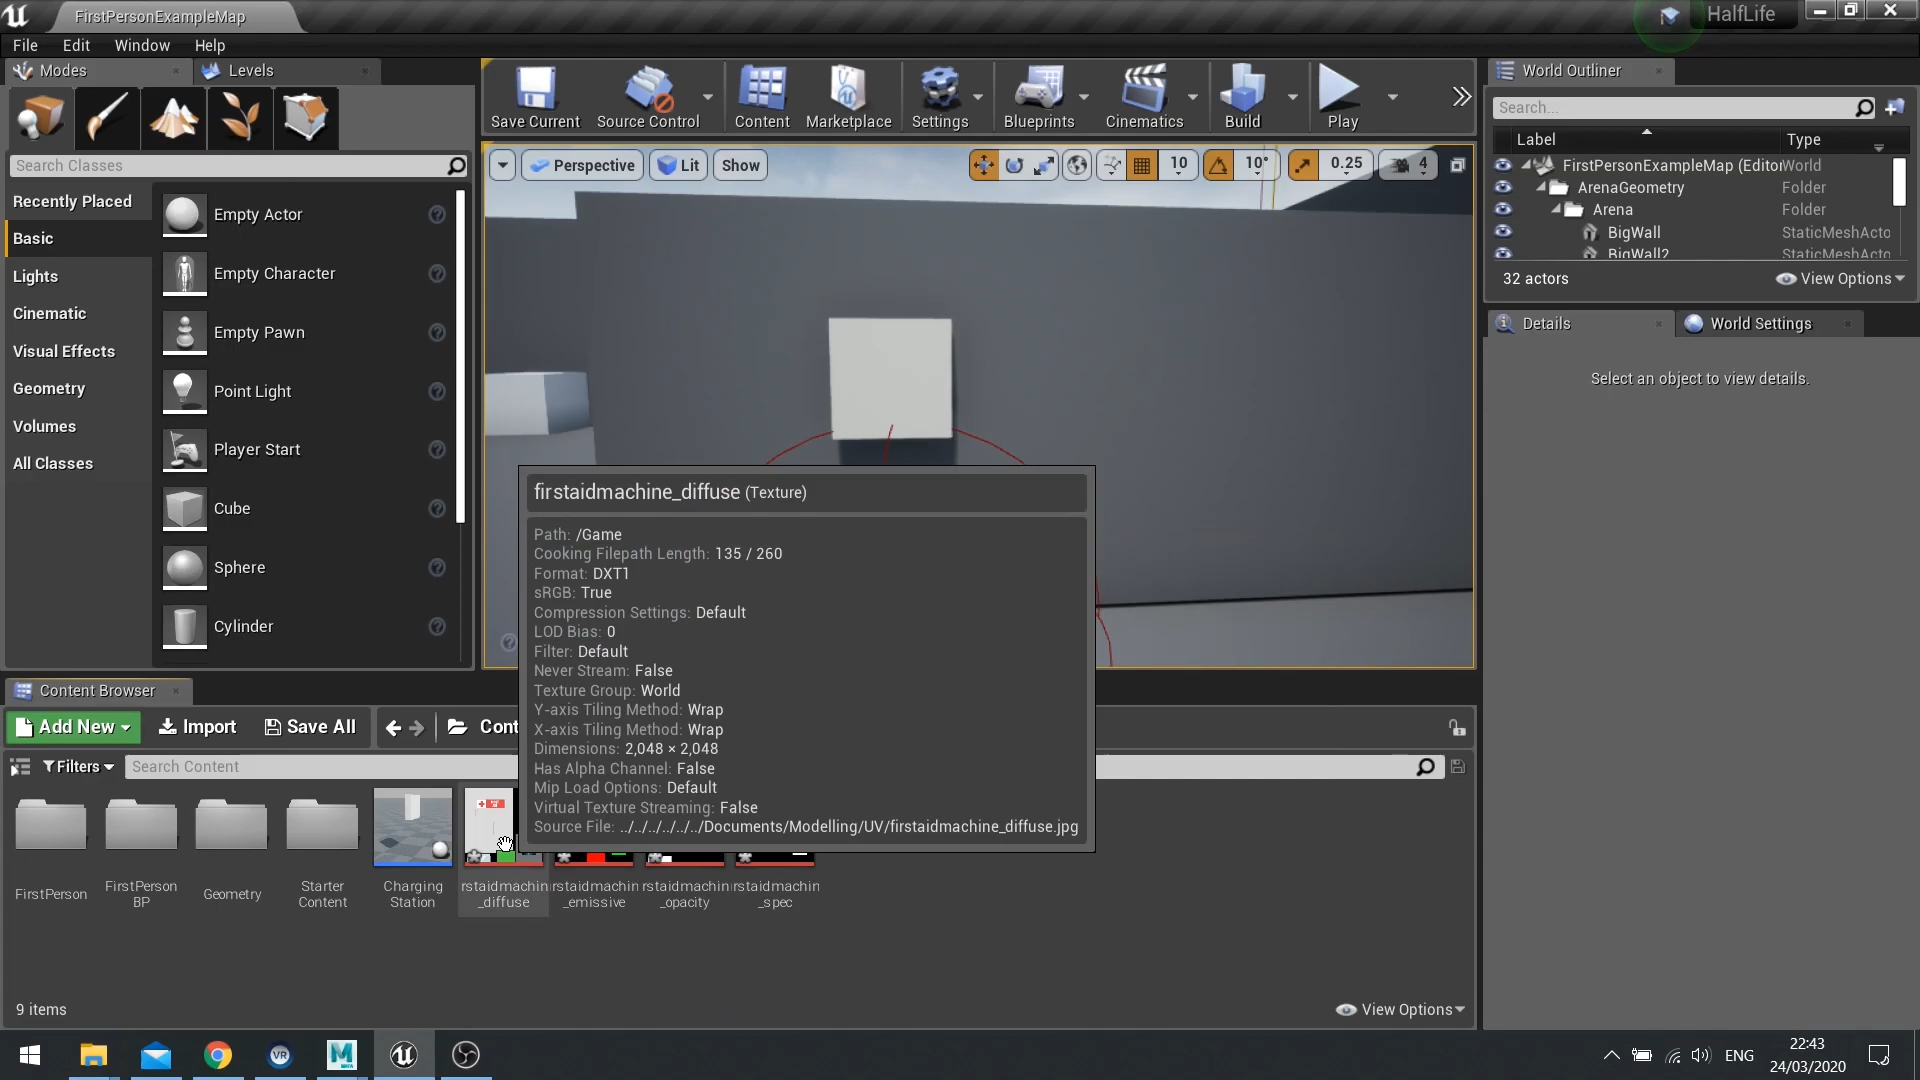 FirstPersonExampleMap
HalfLife
File Edit Window Help
Modes
Levels
Search Classes
Recently Placed
Basic
Lights
Cinematic
Visual Effects
Geometry
Volumes
All Classes
Empty Actor
Empty Character
Empty Pawn
Point Light
Player Start
Cube
Sphere
Cylinder
Save Current
Source Control
Content
Marketplace
Settings
Blueprints
Cinematics
Build
Play
Perspective
Lit
Show
10
10°
0.25
4
World Outliner
Search...
Label
Type
FirstPersonExampleMap (Editor World
ArenaGeometry Folder
Arena Folder
BigWall StaticMeshActo
BigWall2 StaticMeshActo
32 actors
View Options
Details
World Settings
Select an object to view details.
firstaidmachine_diffuse (Texture)
Path: /Game
Cooking Filepath Length: 135 / 260
Format: DXT1
sRGB: True
Compression Settings: Default
LOD Bias: 0
Filter: Default
Never Stream: False
Texture Group: World
Y-axis Tiling Method: Wrap
X-axis Tiling Method: Wrap
Dimensions: 2,048 × 2,048
Has Alpha Channel: False
Mip Load Options: Default
Virtual Texture Streaming: False
Source File: ../../../../../../Documents/Modelling/UV/firstaidmachine_diffuse.jpg
Content Browser
Add New
Import
Save All
Cont
Filters
Search Content
FirstPerson
FirstPerson
BP
Geometry
Starter
Content
Charging
Station
rstaidmachin
_diffuse
rstaidmachin
_emissive
rstaidmachin
_opacity
rstaidmachin
_spec
9 items
View Options
VR
M
ENG
22:43
24/03/2020